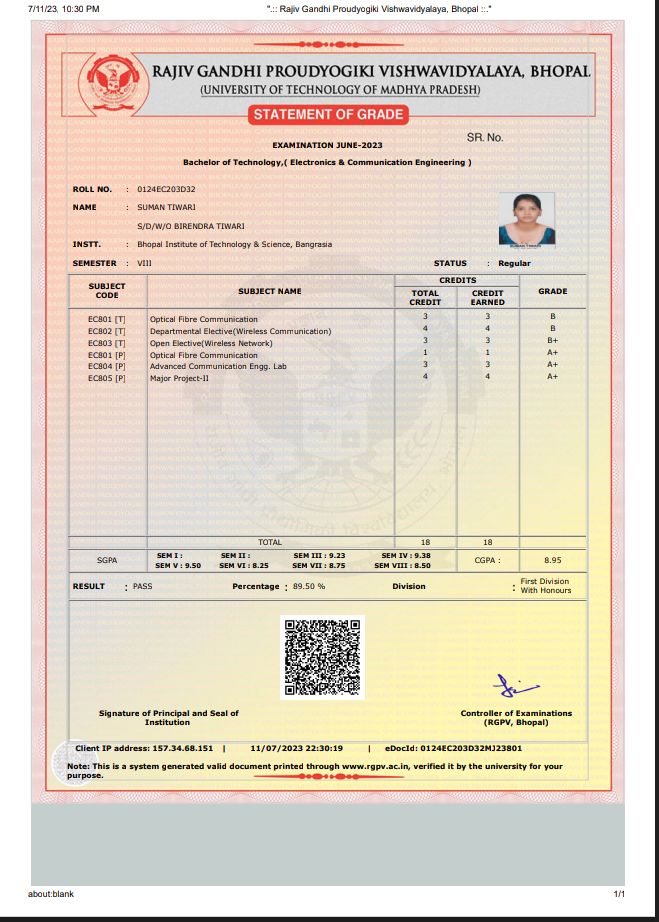 7/11/23, 10:30 PM ".:: Rajiv Gandhi Proudyogiki Vishwavidyalaya, Bhopal ::."
RAJIV GANDHI PROUDYOGIKI VISHWAVIDYALAYA, BHOPAL
(UNIVERSITY OF TECHNOLOGY OF MADHYA PRADESH)
STATEMENT OF GRADE
SR. No.
EXAMINATION JUNE-2023
Bachelor of Technology,( Electronics & Communication Engineering )
ROLL NO. : 0124EC203D32
NAME : SUMAN TIWARI
S/D/W/O BIRENDRA TIWARI
SUMAN TIWARI
INSTT. : Bhopal Institute of Technology & Science, Bangrasia
SEMESTER : VIII STATUS : Regular
SUBJECT CODE SUBJECT NAME CREDITS GRADE
TOTAL CREDIT CREDIT EARNED
EC801 [T] Optical Fibre Communication 3 3 B
EC802 [T] Departmental Elective(Wireless Communication) 4 4 B
EC803 [T] Open Elective(Wireless Network) 3 3 B+
EC801 [P] Optical Fibre Communication 1 1 A+
EC804 [P] Advanced Communication Engg. Lab 3 3 A+
EC805 [P] Major Project-II 4 4 A+
TOTAL 18 18
SGPA SEM I : SEM II : SEM III : 9.23 SEM IV : 9.38 CGPA : 8.95
SEM V : 9.50 SEM VI : 8.25 SEM VII : 8.75 SEM VIII : 8.50
RESULT : PASS Percentage : 89.50 % Division : First Division With Honours
Signature of Principal and Seal of Institution
Controller of Examinations
(RGPV, Bhopal)
Client IP address: 157.34.68.151 | 11/07/2023 22:30:19 | eDocId: 0124EC203D32MJ23801
Note: This is a system generated valid document printed through www.rgpv.ac.in, verified it by the university for your
purpose.
about:blank 1/1